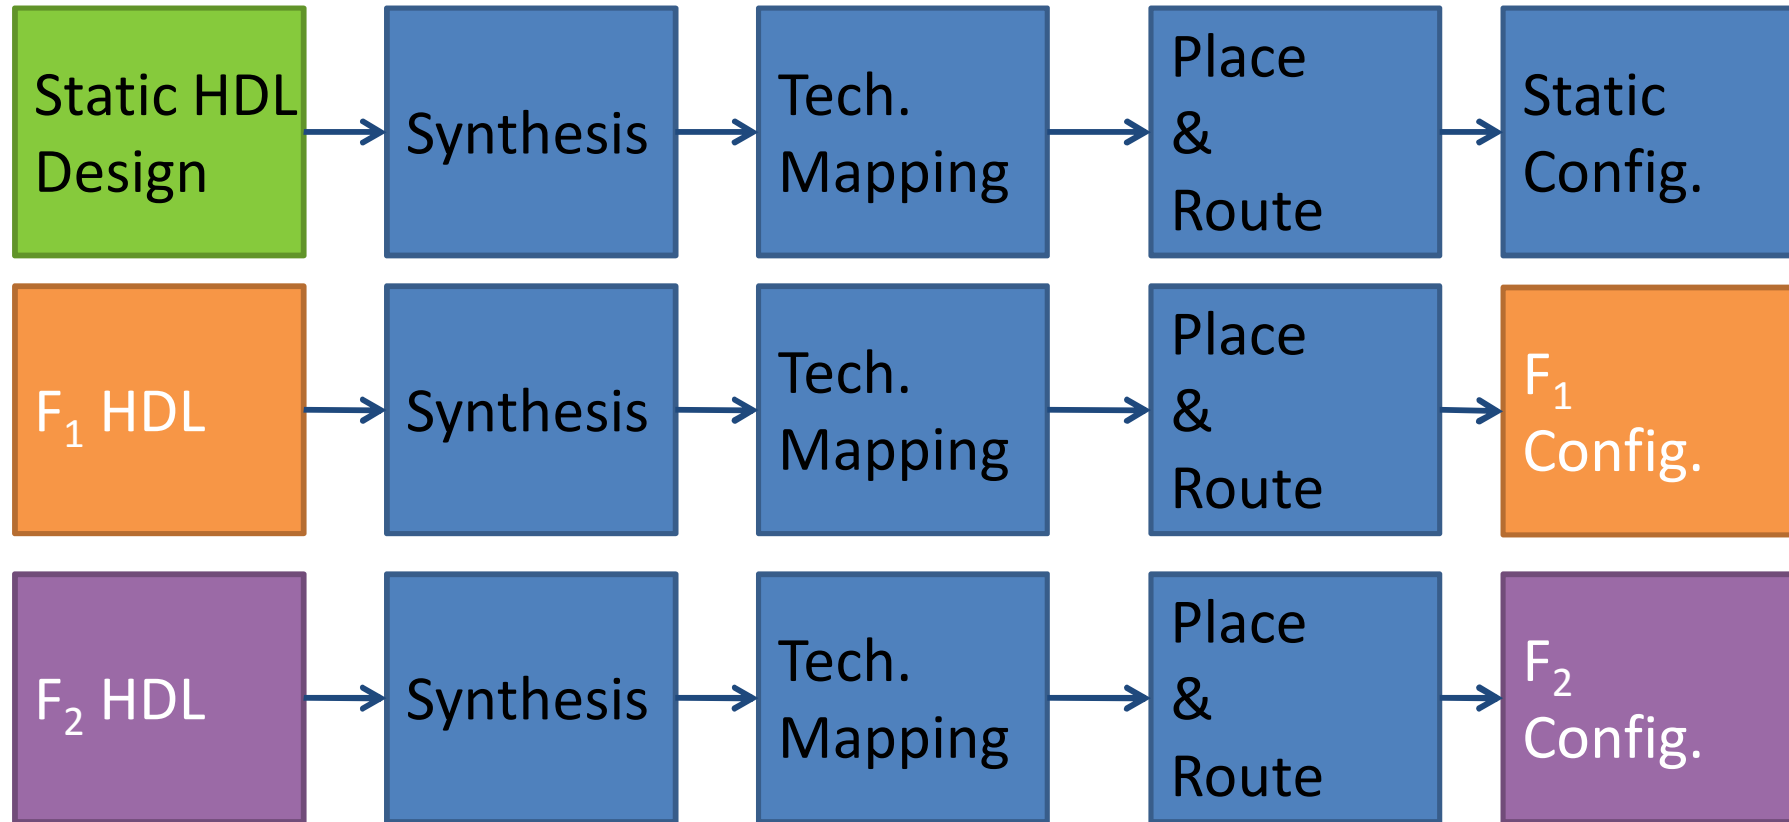 Static HDL
Design
Synthesis
Tech.
Mapping
Place
&
Route
Static
Config.
F₁ HDL
Synthesis
Tech.
Mapping
Place
&
Route
F₁
Config.
F₂ HDL
Synthesis
Tech.
Mapping
Place
&
Route
F₂
Config.